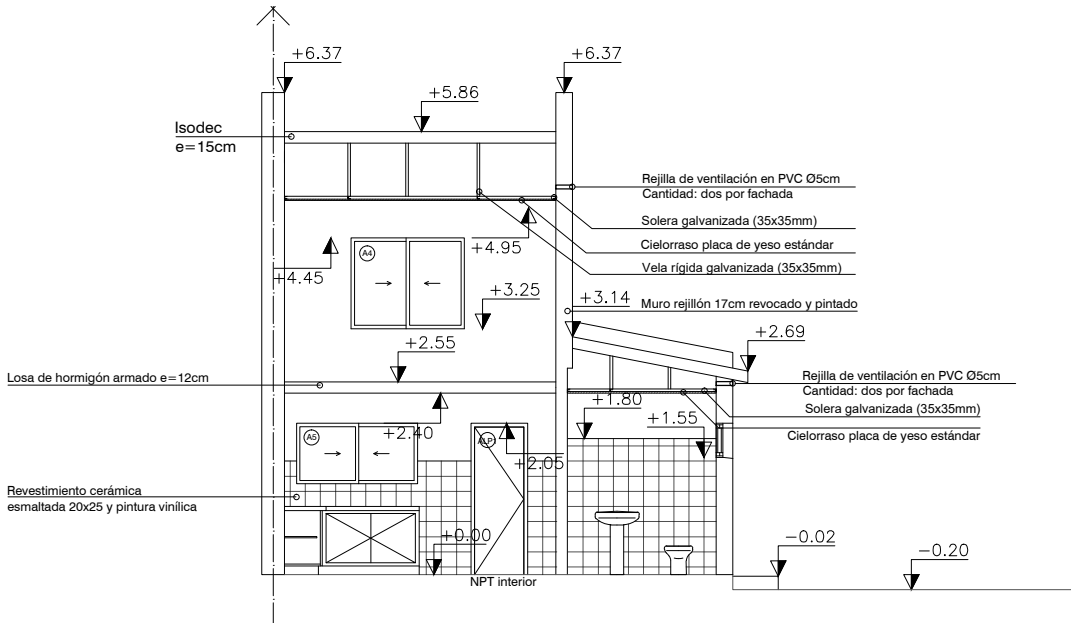 +6.37
+6.37
+5.86
Isodec
e=15cm
Rejilla de ventilación en PVC Ø5cm
Cantidad: dos por fachada
Solera galvanizada (35x35mm)
Cielorraso placa de yeso estándar
Vela rígida galvanizada (35x35mm)
A4
+4.95
+4.45
+3.25
+3.14
Muro rejillón 17cm revocado y pintado
+2.69
+2.55
Losa de hormigón armado e=12cm
Rejilla de ventilación en PVC Ø5cm
Cantidad: dos por fachada
Solera galvanizada (35x35mm)
Cielorraso placa de yeso estándar
+1.80
+1.55
+2.40
A5
ALP1
+2.05
Revestimiento cerámica
esmaltada 20x25 y pintura vinílica
+0.00
NPT interior
-0.02
-0.20